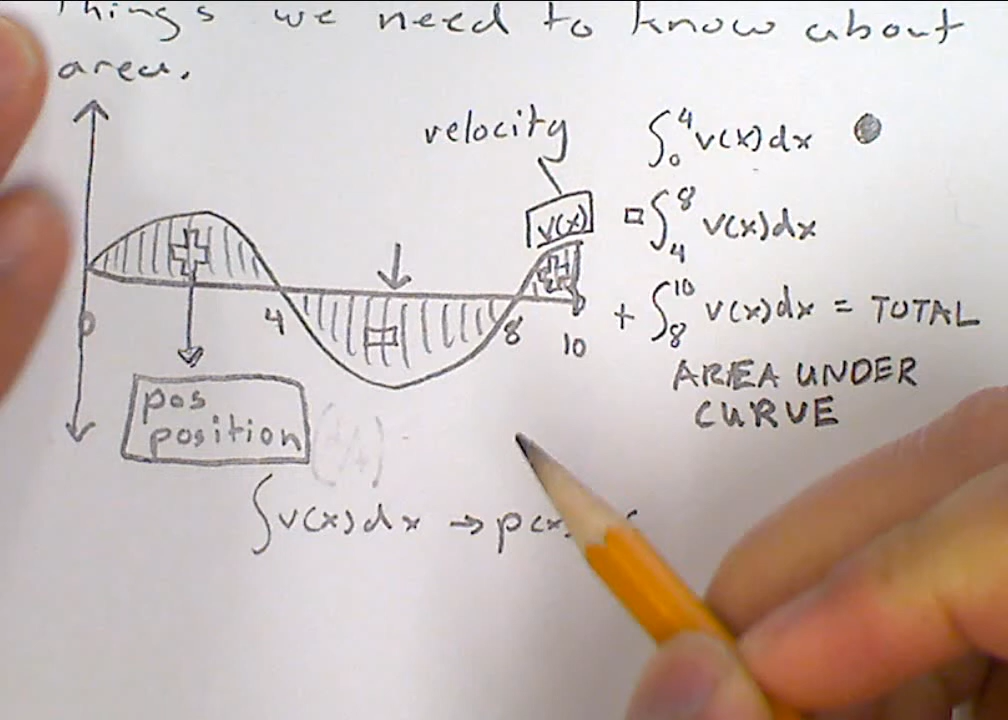 Things we need to know about
area.
velocity
v(x)
∫₀⁴ v(x)dx
-∫₄⁸ v(x)dx
+ ∫₈¹⁰ v(x)dx = TOTAL
AREA UNDER
CURVE
0
4
8
10
+
-
+
pos
position
∫v(x)dx → p(x)